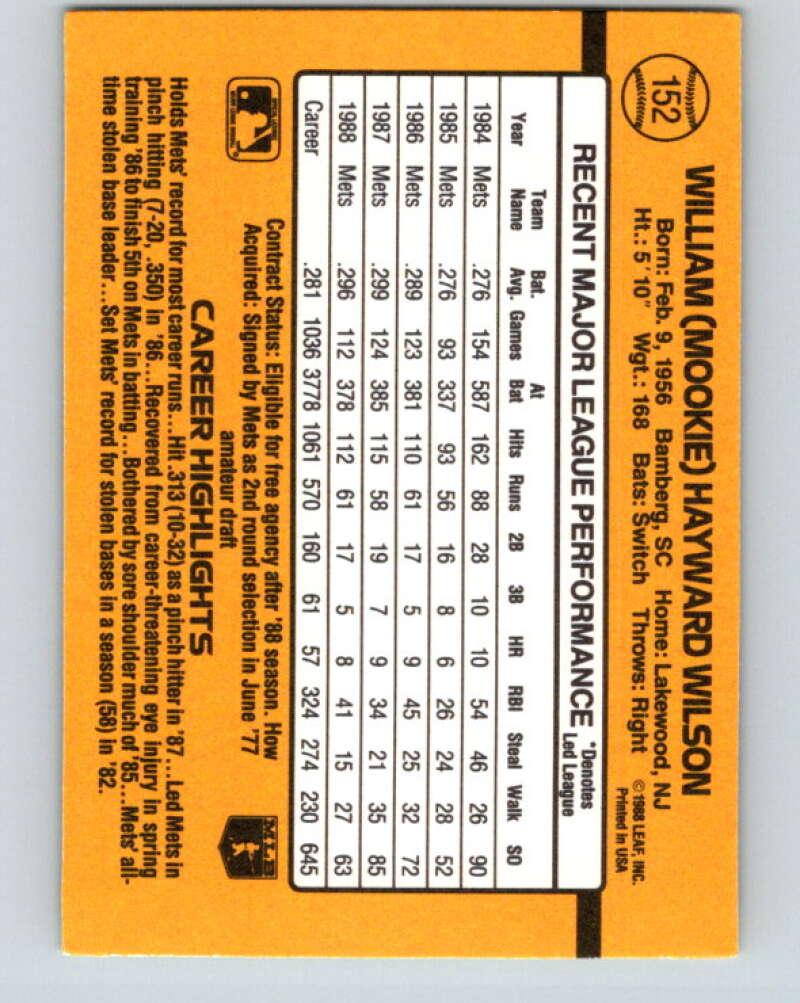 152
WILLIAM (MOOKIE) HAYWARD WILSON
Born: Feb. 9, 1956 Bamberg, SC Home: Lakewood, NJ
Ht.: 5'10" Wgt.: 168 Bats: Switch Throws: Right
©1988 LEAF, INC.
Printed in USA
RECENT MAJOR LEAGUE PERFORMANCE *Denotes Led League
Year Team Name Bat. Avg. Games At Bat Hits Runs 2B 3B HR RBI Steal Walk SO
1984 Mets .276 154 587 162 88 28 10 10 54 46 26 90
1985 Mets .276 93 337 93 56 16 8 6 26 24 28 52
1986 Mets .289 123 381 110 61 17 5 9 45 25 32 72
1987 Mets .299 124 385 115 58 19 7 9 34 21 35 85
1988 Mets .296 112 378 112 61 17 5 8 41 15 27 63
Career .281 1036 3778 1061 570 160 61 57 324 274 230 645
Contract Status: Eligible for free agency after '88 season. How
Acquired: Signed by Mets as 2nd round selection in June '77
amateur draft
MLB
CAREER HIGHLIGHTS
Holds Mets' record for most career runs...Hit .313 (10-32) as a pinch hitter in '87...Led Mets in
pinch hitting (7-20, .350) in '86...Recovered from career-threatening eye injury in spring
training '86 to finish 5th on Mets in batting...Bothered by sore shoulder much of '85...Mets' all-
time stolen base leader...Set Mets' record for stolen bases in a season (58) in '82.